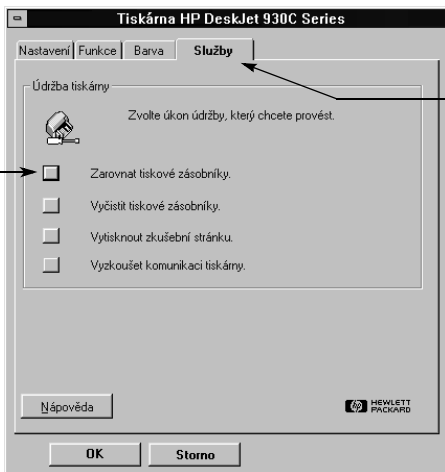 Tiskárna HP DeskJet 930C Series
Nastavení Funkce Barva Služby
Údržba tiskárny
Zvolte úkon údržby, který chcete provést.
Zarovnat tiskové zásobníky.
Vyčistit tiskové zásobníky.
Vytisknout zkušební stránku.
Vyzkoušet komunikaci tiskárny.
Nápověda
hp HEWLETT
PACKARD
OK Storno